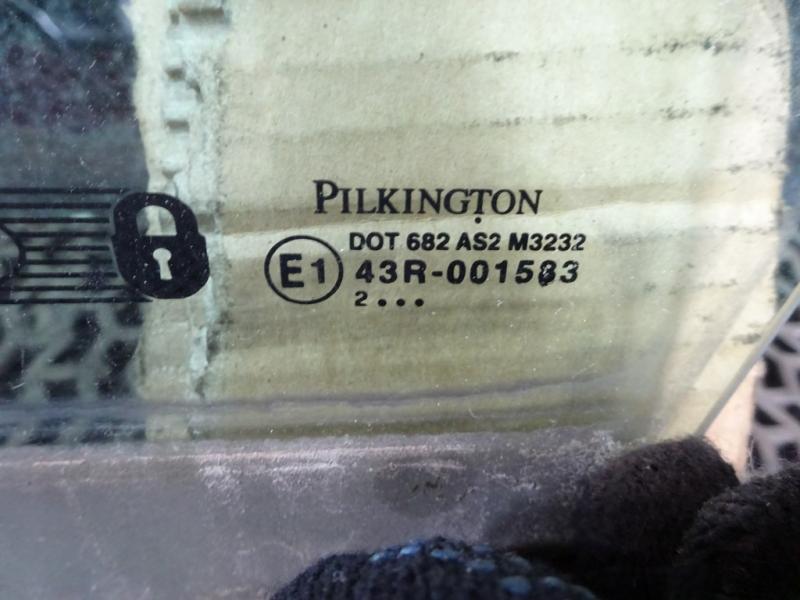 PILKINGTON
DOT 682 AS2 M3232
E1 43R-001583
2...